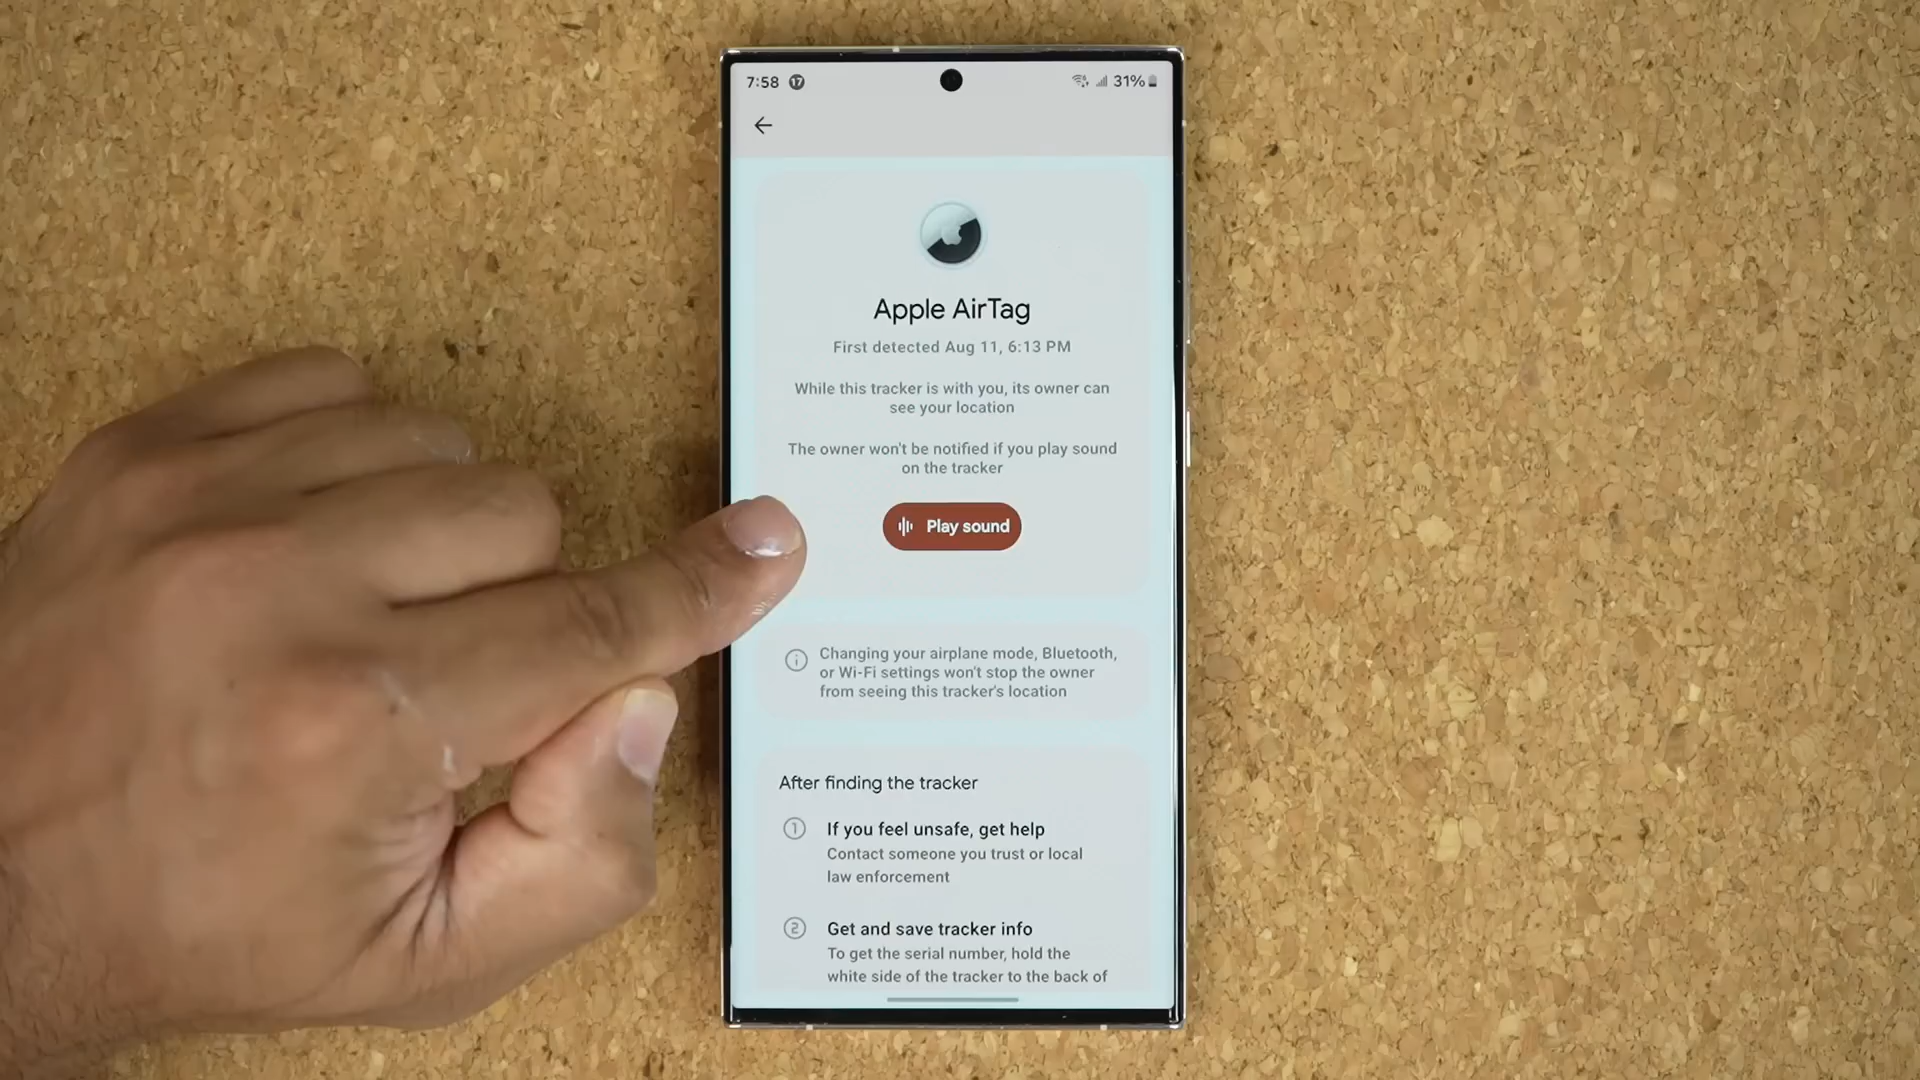 7:58 17 31%
Apple AirTag
First detected Aug 11, 6:13 PM
While this tracker is with you, its owner can
see your location
The owner won't be notified if you play sound
on the tracker
Play sound
Changing your airplane mode, Bluetooth,
or Wi-Fi settings won't stop the owner
from seeing this tracker's location
After finding the tracker
1 If you feel unsafe, get help
Contact someone you trust or local
law enforcement
2 Get and save tracker info
To get the serial number, hold the
white side of the tracker to the back of